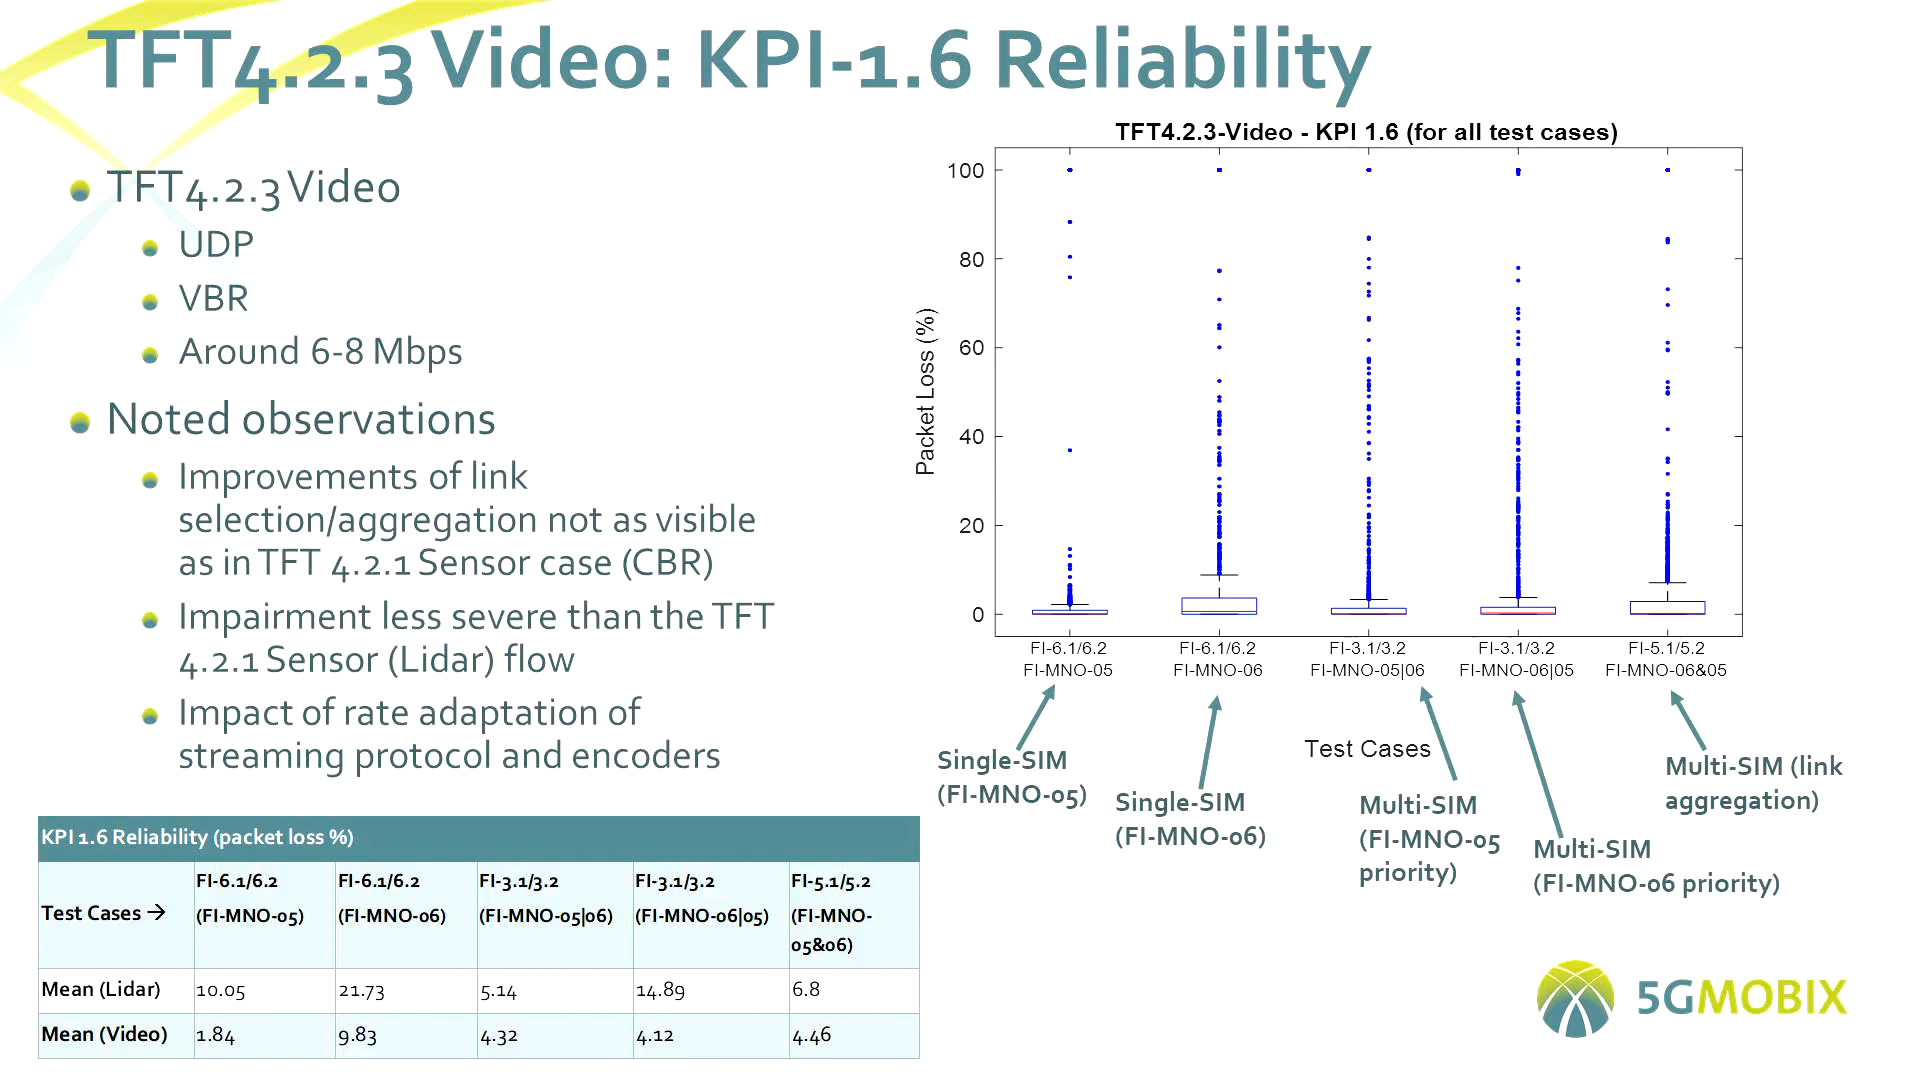 TFT4.2.3 Video: KPI-1.6 Reliability
TFT4.2.3 Video
UDP
VBR
Around 6-8 Mbps
Noted observations
Improvements of link
selection/aggregation not as visible
as in TFT 4.2.1 Sensor case (CBR)
Impairment less severe than the TFT
4.2.1 Sensor (Lidar) flow
Impact of rate adaptation of
streaming protocol and encoders
TFT4.2.3-Video - KPI 1.6 (for all test cases)
Packet Loss (%)
100
80
60
40
20
0
FI-6.1/6.2
FI-MNO-05
FI-6.1/6.2
FI-MNO-06
FI-3.1/3.2
FI-MNO-05|06
FI-3.1/3.2
FI-MNO-06|05
FI-5.1/5.2
FI-MNO-06&05
Test Cases
Single-SIM
(FI-MNO-05)
Single-SIM
(FI-MNO-06)
Multi-SIM
(FI-MNO-05
priority)
Multi-SIM
(FI-MNO-06 priority)
Multi-SIM (link
aggregation)
KPI 1.6 Reliability (packet loss %)
Test Cases →
FI-6.1/6.2
(FI-MNO-05)
FI-6.1/6.2
(FI-MNO-06)
FI-3.1/3.2
(FI-MNO-05|06)
FI-3.1/3.2
(FI-MNO-06|05)
FI-5.1/5.2
(FI-MNO-
05&06)
Mean (Lidar) 10.05 21.73 5.14 14.89 6.8
Mean (Video) 1.84 9.83 4.32 4.12 4.46
5GMOBIX